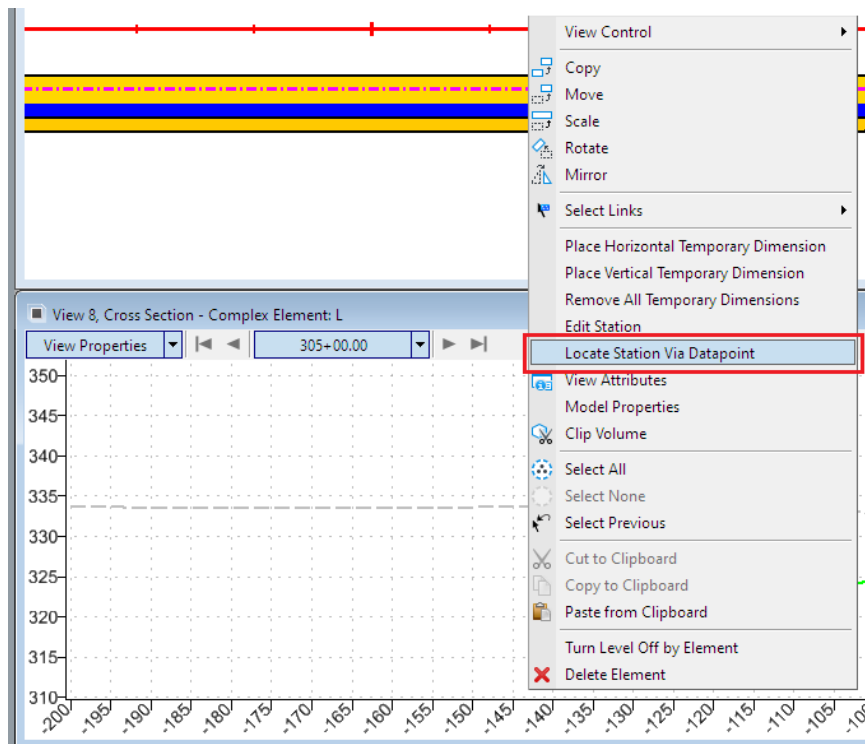 View Control
Copy
Move
Scale
Rotate
Mirror
Select Links
Place Horizontal Temporary Dimension
Place Vertical Temporary Dimension
Remove All Temporary Dimensions
Edit Station
Locate Station Via Datapoint
View Attributes
Model Properties
Clip Volume
Select All
Select None
Select Previous
Cut to Clipboard
Copy to Clipboard
Paste from Clipboard
Turn Level Off by Element
Delete Element
View 8, Cross Section - Complex Element: L
View Properties 305+00.00
350
345
340
335
330
325
320
315
310
-200 -195 -190 -185 -180 -175 -170 -165 -160 -155 -150 -145 -140 -135 -130 -125 -120 -115 -110 -105